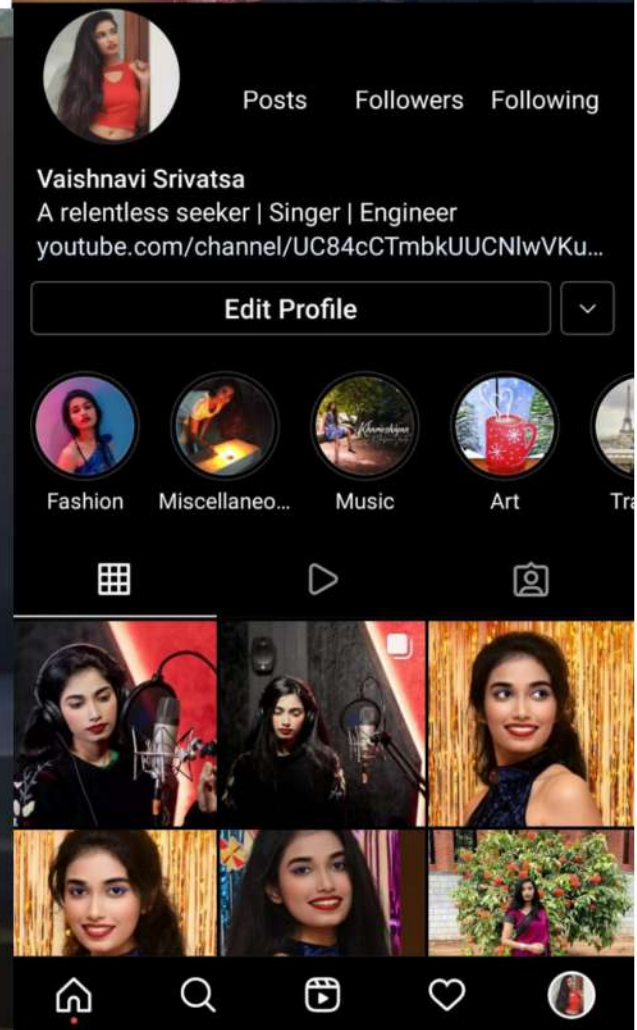 Posts Followers Following
Vaishnavi Srivatsa
A relentless seeker | Singer | Engineer
youtube.com/channel/UC84cCTmbkUUCNlwVKu...
Edit Profile
Fashion Miscellaneo... Music Art Tra